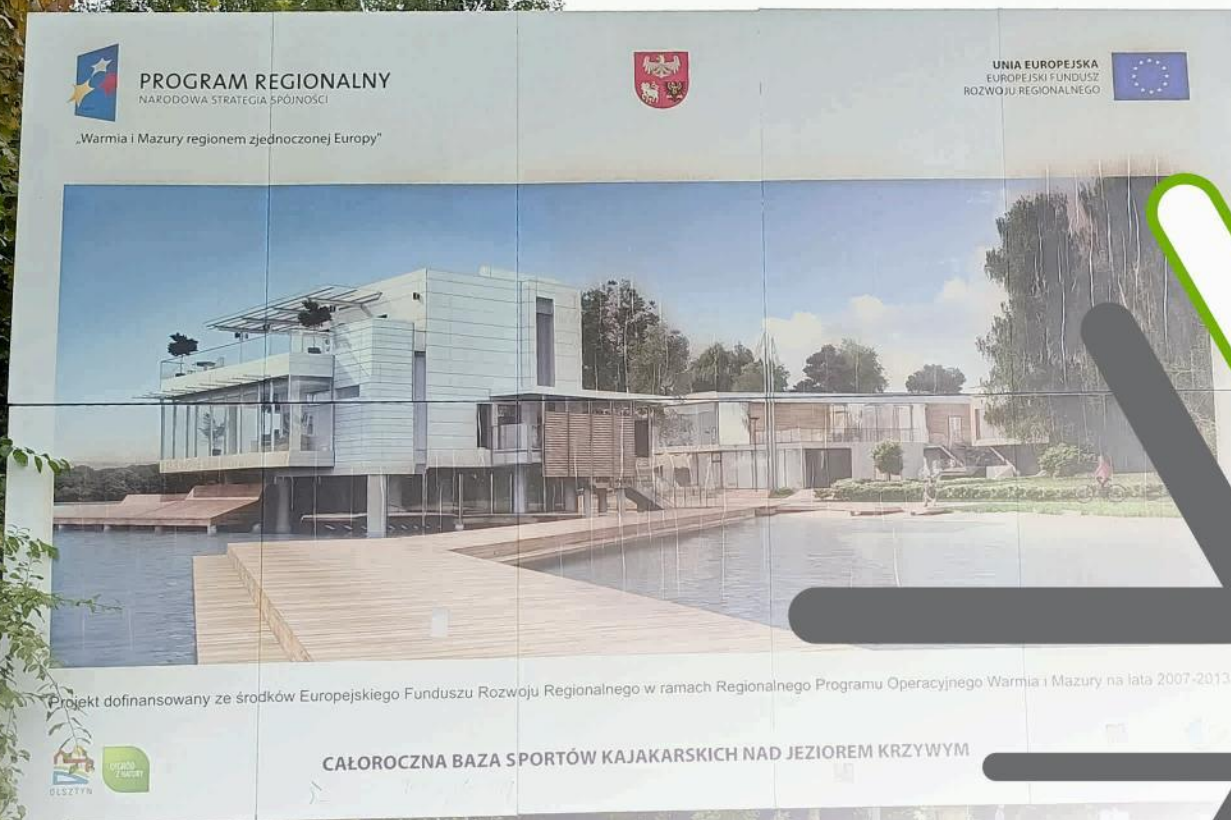 PROGRAM REGIONALNY
NARODOWA STRATEGIA SPÓJNOŚCI
„Warmia i Mazury regionem zjednoczonej Europy"
UNIA EUROPEJSKA
EUROPEJSKI FUNDUSZ
ROZWOJU REGIONALNEGO
Projekt dofinansowany ze środków Europejskiego Funduszu Rozwoju Regionalnego w ramach Regionalnego Programu Operacyjnego Warmia i Mazury na lata 2007-2013
CAŁOROCZNA BAZA SPORTÓW KAJAKARSKICH NAD JEZIOREM KRZYWYM
OLSZTYN